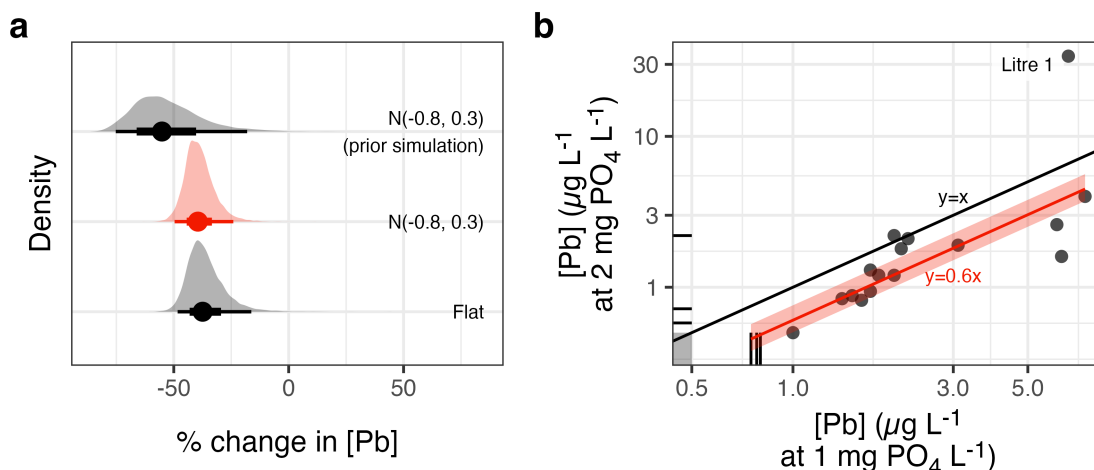 a
N(-0.8, 0.3)
(prior simulation)
N(-0.8, 0.3)
Flat
Density
-50 0 50
% change in [Pb]
b
Litre 1
y=x
y=0.6x
30
10
3
1
[Pb] (µg L⁻¹
at 2 mg PO₄ L⁻¹)
0.5 1.0 3.0 5.0
[Pb] (µg L⁻¹
at 1 mg PO₄ L⁻¹)